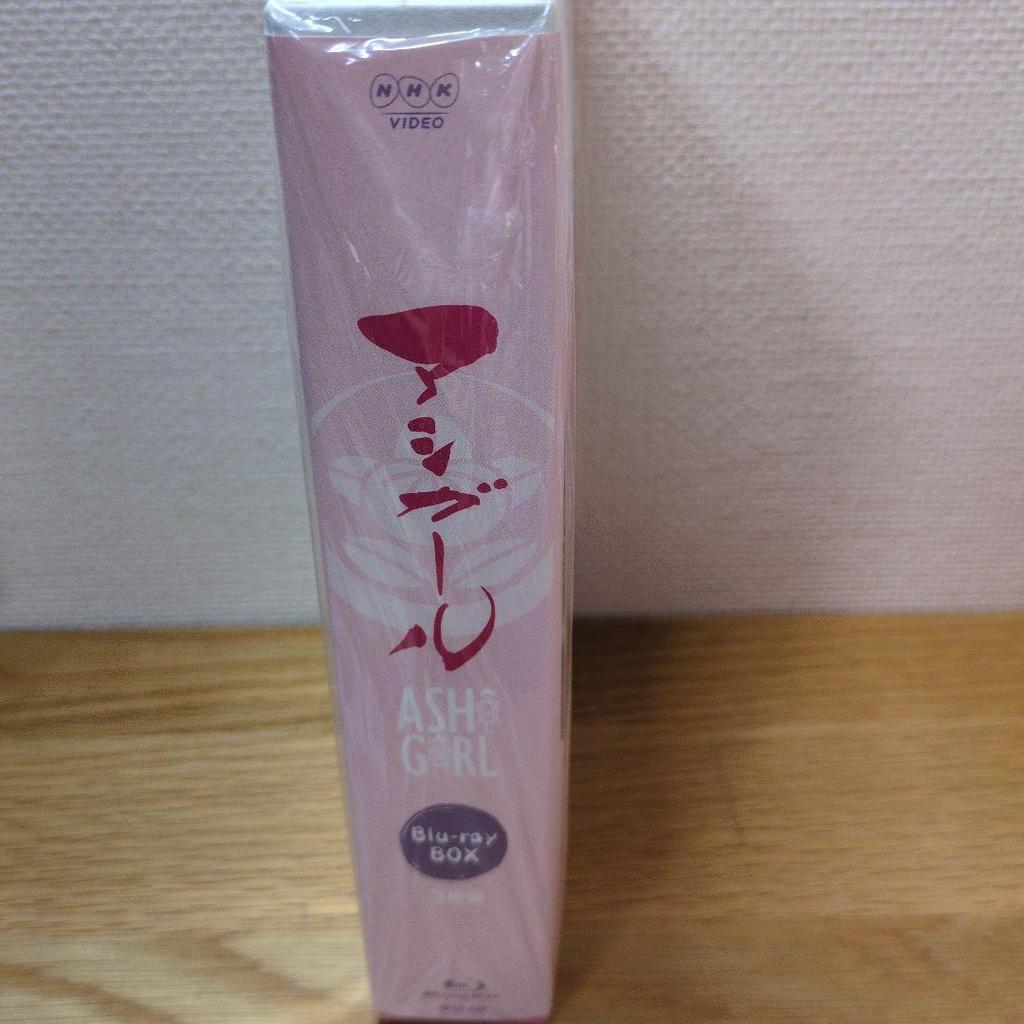 NHK
VIDEO
アシガール
ASHI
GIRL
Blu-ray
BOX